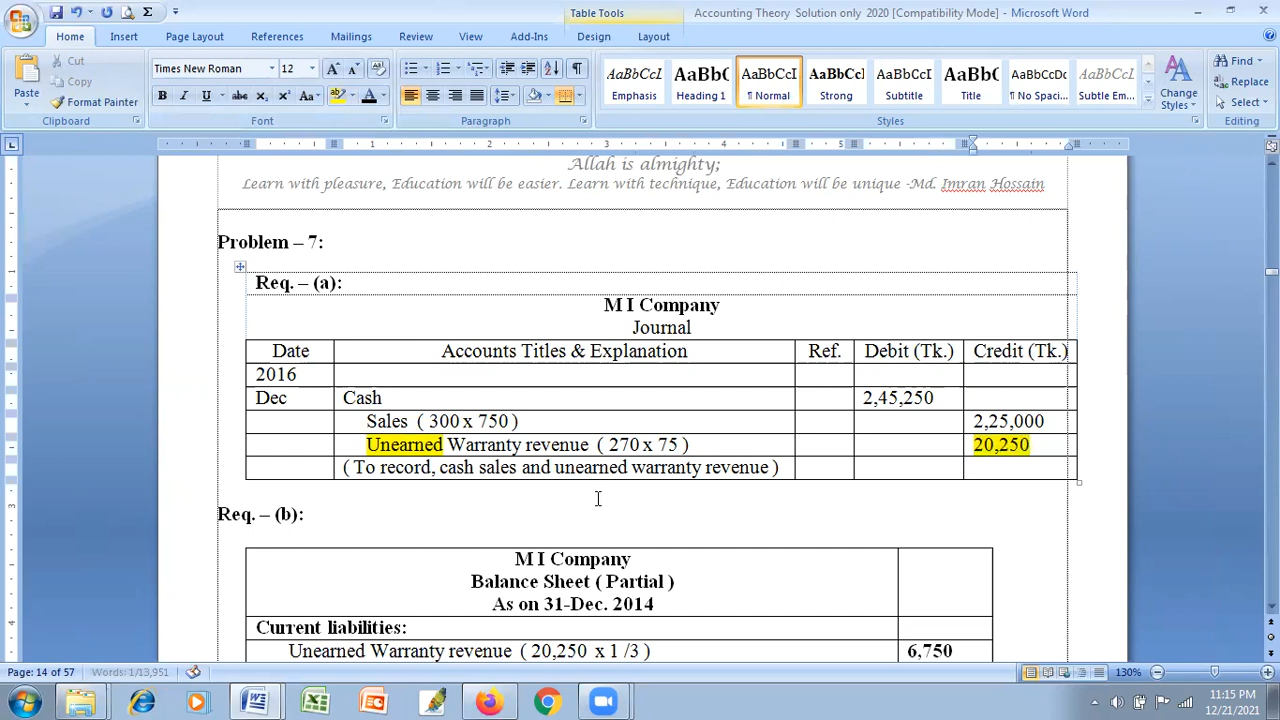 Table Tools
Accounting Theory Solution only 2020 [Compatibility Mode] - Microsoft Word
Home Insert Page Layout References Mailings Review View Add-Ins Design Layout
Paste
Cut
Copy
Format Painter
Clipboard
Times New Roman 12
Font
Paragraph
AaBbCcI AaBbC AaBbCcI AaBbCcl AaBbCcI AaBbC AaBbCcDc AaBbCcI
Emphasis Heading 1 ¶ Normal Strong Subtitle Title ¶ No Spaci... Subtle Em...
Change Styles
Styles
Find
Replace
Select
Editing
1 2 3 4 5
Allah is almighty;
Learn with pleasure, Education will be easier. Learn with technique, Education will be unique -Md. Imran Hossain
Problem – 7:
Req. – (a):
M I Company
Journal
Date Accounts Titles & Explanation Ref. Debit (Tk.) Credit (Tk.)
2016
Dec Cash 2,45,250
Sales ( 300 x 750 ) 2,25,000
Unearned Warranty revenue ( 270 x 75 ) 20,250
( To record, cash sales and unearned warranty revenue )
Req. – (b):
M I Company
Balance Sheet ( Partial )
As on 31-Dec. 2014
Current liabilities:
Unearned Warranty revenue ( 20,250 x 1 /3 ) 6,750
Page: 14 of 57 Words: 1/13,951 130%
11:15 PM
12/21/2021